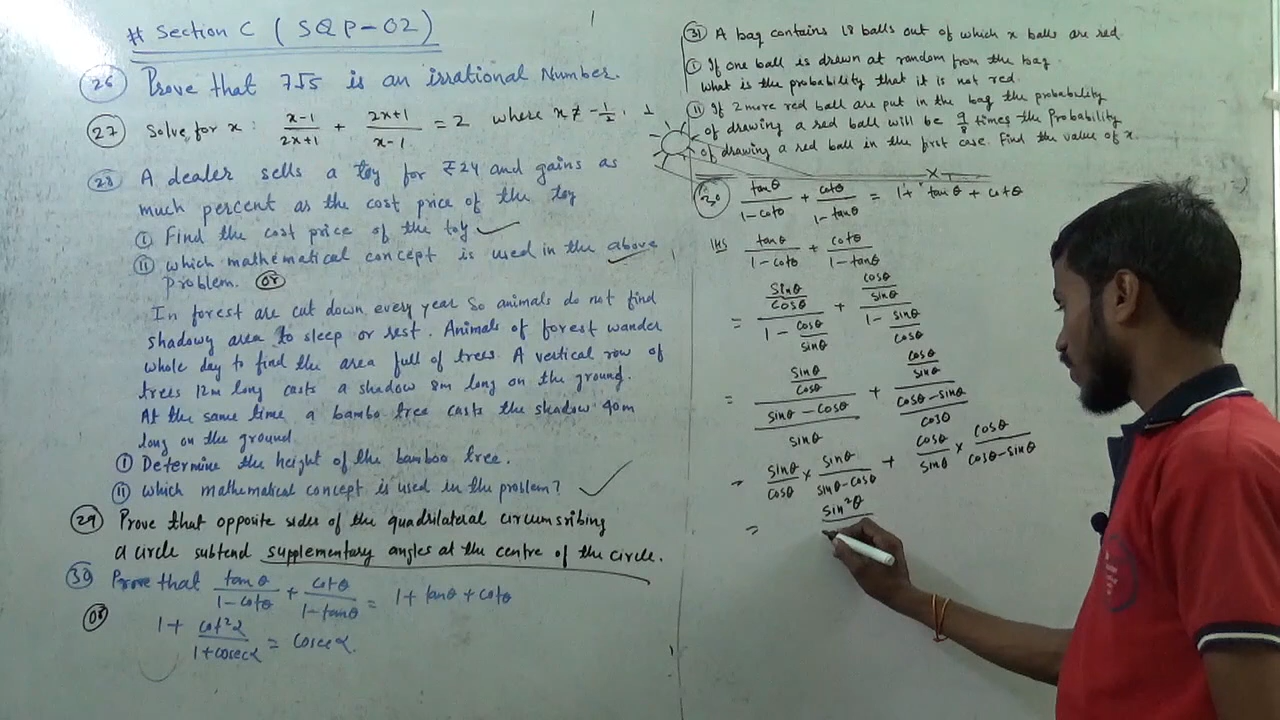 # Section C ( SQP-02)
26 Prove that 7√5 is an irrational Number.
27 Solve for x : (x-1)/(2x+1) + (2x+1)/(x-1) = 2 where x ≠ -1/2, 1
28 A dealer sells a toy for ₹24 and gains as
much percent as the cost price of the toy
i Find the cost price of the toy
ii which mathematical concept is used in the above
problem. or
In forest are cut down every year so animals do not find
shadowy area to sleep or rest. Animals of forest wander
whole day to find the area full of trees. A vertical row of
trees 12m long casts a shadow 8m long on the ground.
At the same time a bambo tree casts the shadow 40m
long on the ground
i Determine the height of the bamboo tree.
ii which mathematical concept is used in the problem?
29 Prove that opposite sides of the quadrilateral circumsribing
a circle subtend supplementary angles at the centre of the circle.
30 Prove that tanθ/(1-cotθ) + cotθ/(1-tanθ) = 1+tanθ+cotθ
or
1+ cot²α/(1+cosecα) = cosecα.
31 A bag contains 18 balls out of which x balls are red
i If one ball is drawn at random from the bag.
what is the probability that it is not red.
ii If 2 more red ball are put in the bag the probability
of drawing a red ball will be 9/8 times the Probability
of drawing a red ball in the first case. Find the value of x.
tanθ/(1-cotθ) + cotθ/(1-tanθ) = 1+tanθ+cotθ
LHS tanθ/(1-cotθ) + cotθ/(1-tanθ)
= (sinθ/cosθ)/(1-cosθ/sinθ) + (cosθ/sinθ)/(1-sinθ/cosθ)
= (sinθ/cosθ)/((sinθ-cosθ)/sinθ) + (cosθ/sinθ)/((cosθ-sinθ)/cosθ)
= sinθ/cosθ × sinθ/(sinθ-cosθ) + cosθ/sinθ × cosθ/(cosθ-sinθ)
= sin²θ